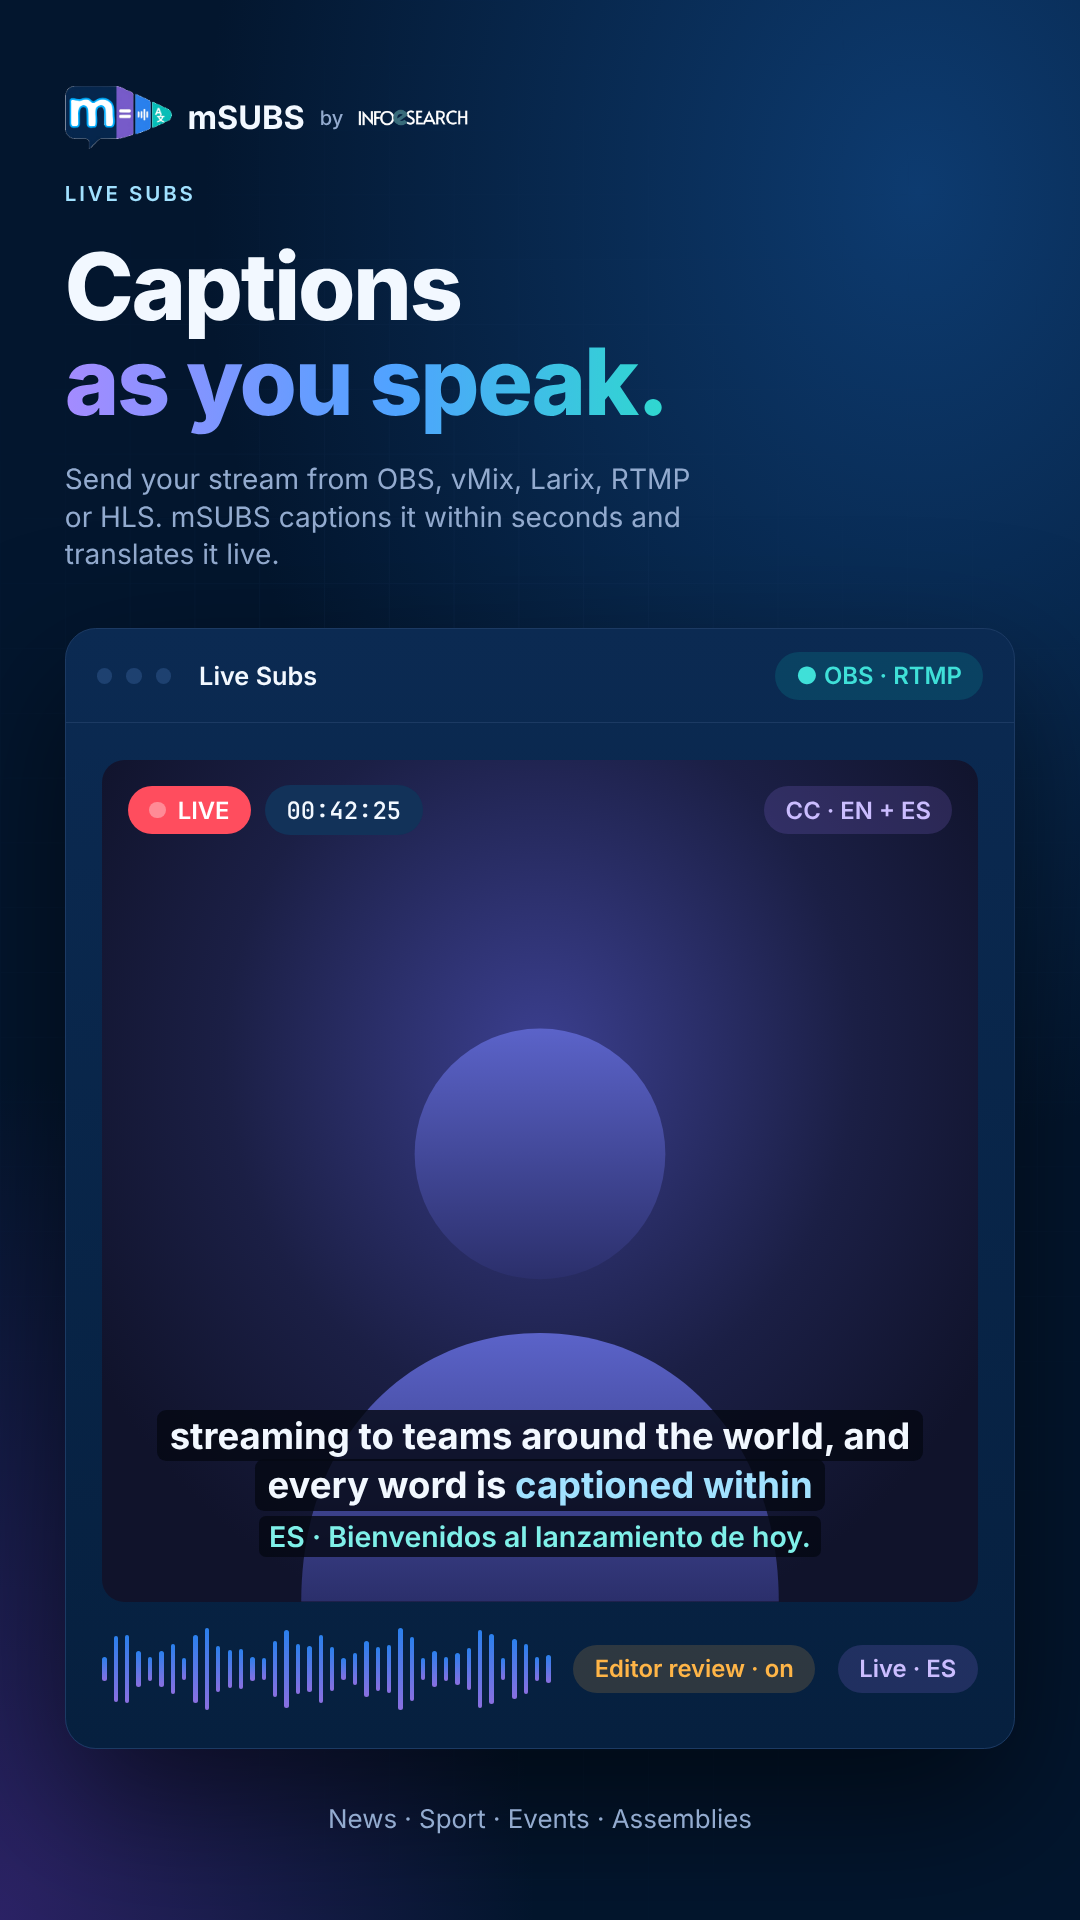 m
mSUBS by INFOeSEARCH
LIVE SUBS
Captions
as you speak.
Send your stream from OBS, vMix, Larix, RTMP
or HLS. mSUBS captions it within seconds and
translates it live.
Live Subs
OBS · RTMP
LIVE
00:42:25
CC · EN + ES
streaming to teams around the world, and
every word is captioned within
ES · Bienvenidos al lanzamiento de hoy.
Editor review · on
Live · ES
News · Sport · Events · Assemblies